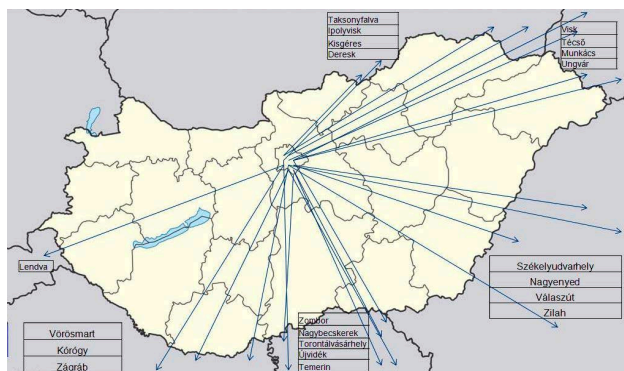 Taksonyfalva
Ipolyvisk
Kisgéres
Deresk
Visk
Técső
Munkács
Ungvár
Lendva
Székelyudvarhely
Nagyenyed
Válaszút
Zilah
Vörösmart
Kórógy
Zágráb
Zombor
Nagybecskerek
Torontálvásárhely
Újvidék
Temerin